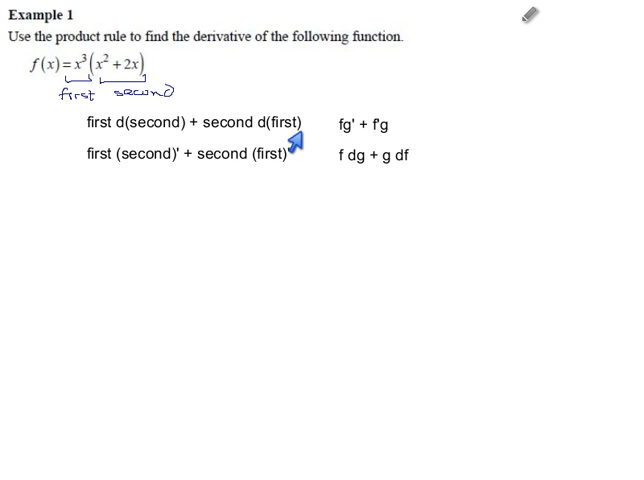 Example 1
Use the product rule to find the derivative of the following function.
f(x) = x³(x² + 2x)
first second
first d(second) + second d(first) fg' + f'g
first (second)' + second (first)' f dg + g df